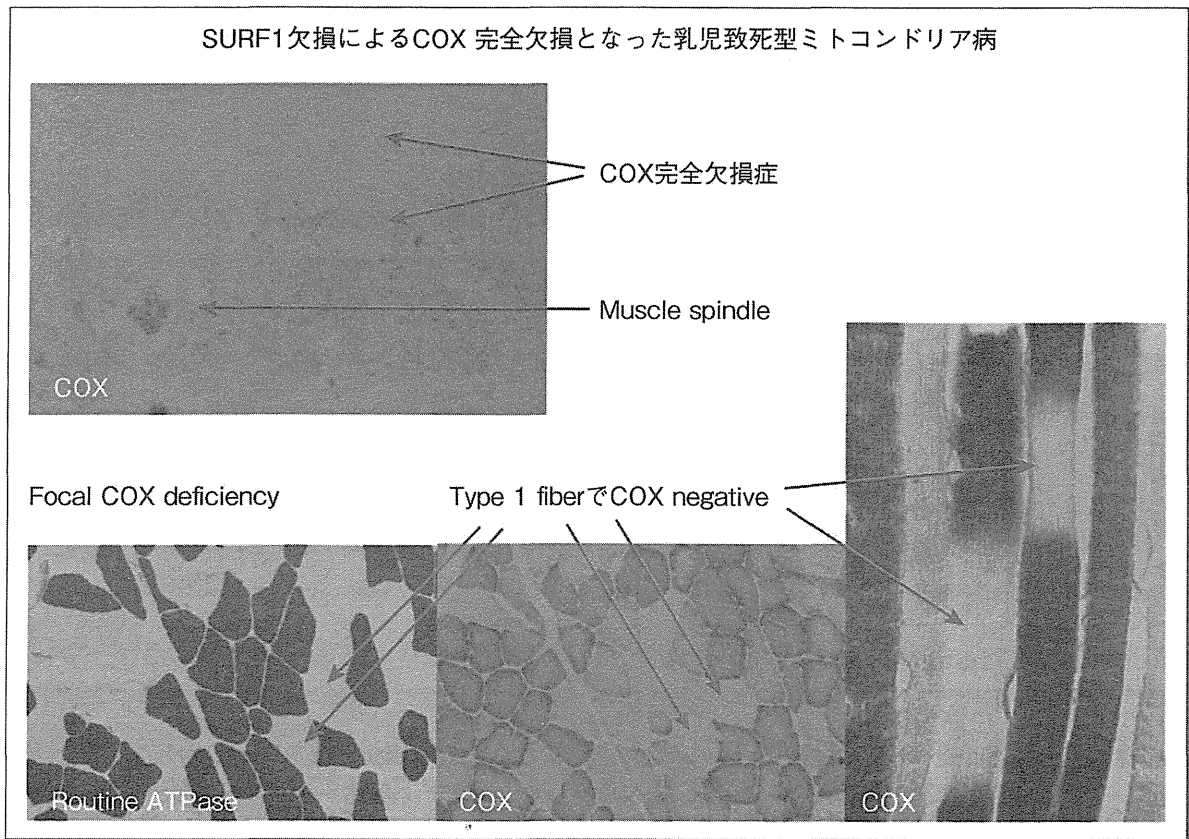 SURF1欠損によるCOX 完全欠損となった乳児致死型ミトコンドリア病
COX完全欠損症
Muscle spindle
COX
Focal COX deficiency
Type 1 fiberでCOX negative
Routine ATPase
COX
COX